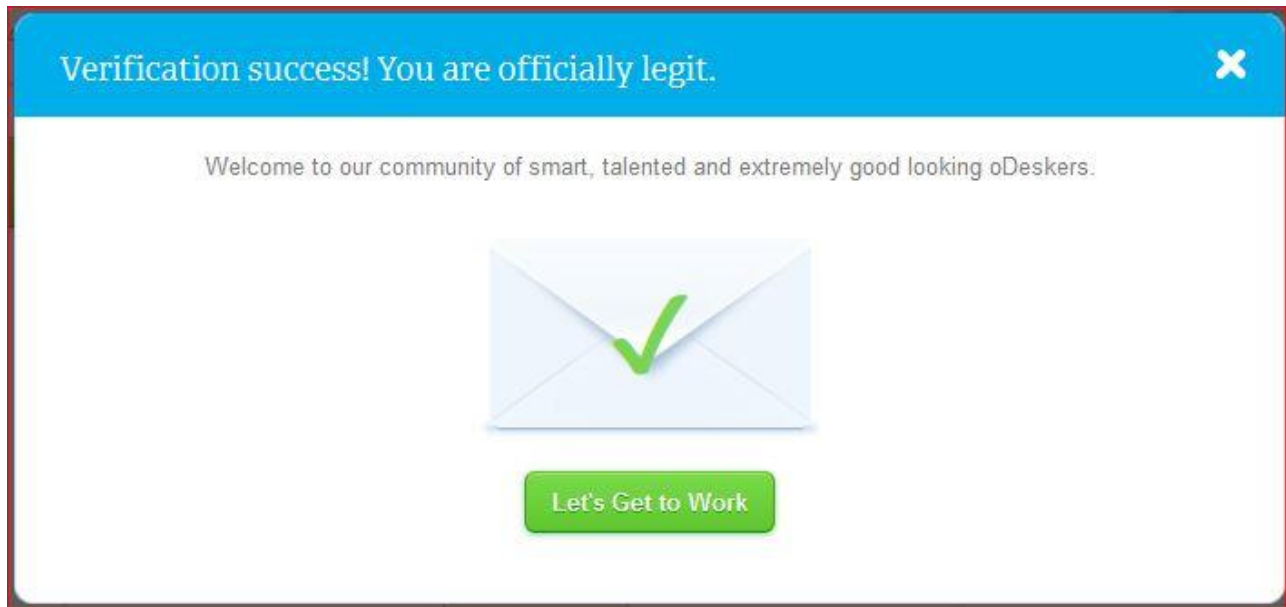 Verification success! You are officially legit.
Welcome to our community of smart, talented and extremely good looking oDeskers.
Let's Get to Work